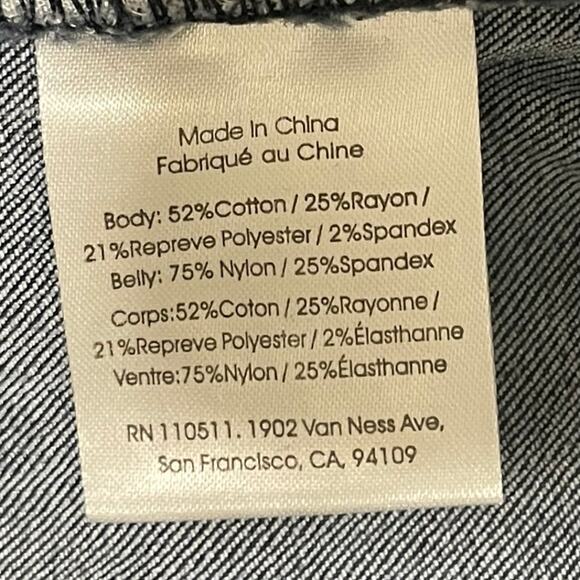 Made In China
Fabriqué au Chine
Body: 52%Cotton / 25%Rayon /
21%Repreve Polyester / 2%Spandex
Belly: 75% Nylon / 25%Spandex
Corps:52%Coton / 25%Rayonne /
21%Repreve Polyester / 2%Élasthanne
Ventre:75%Nylon / 25%Élasthanne
RN 110511. 1902 Van Ness Ave,
San Francisco, CA, 94109